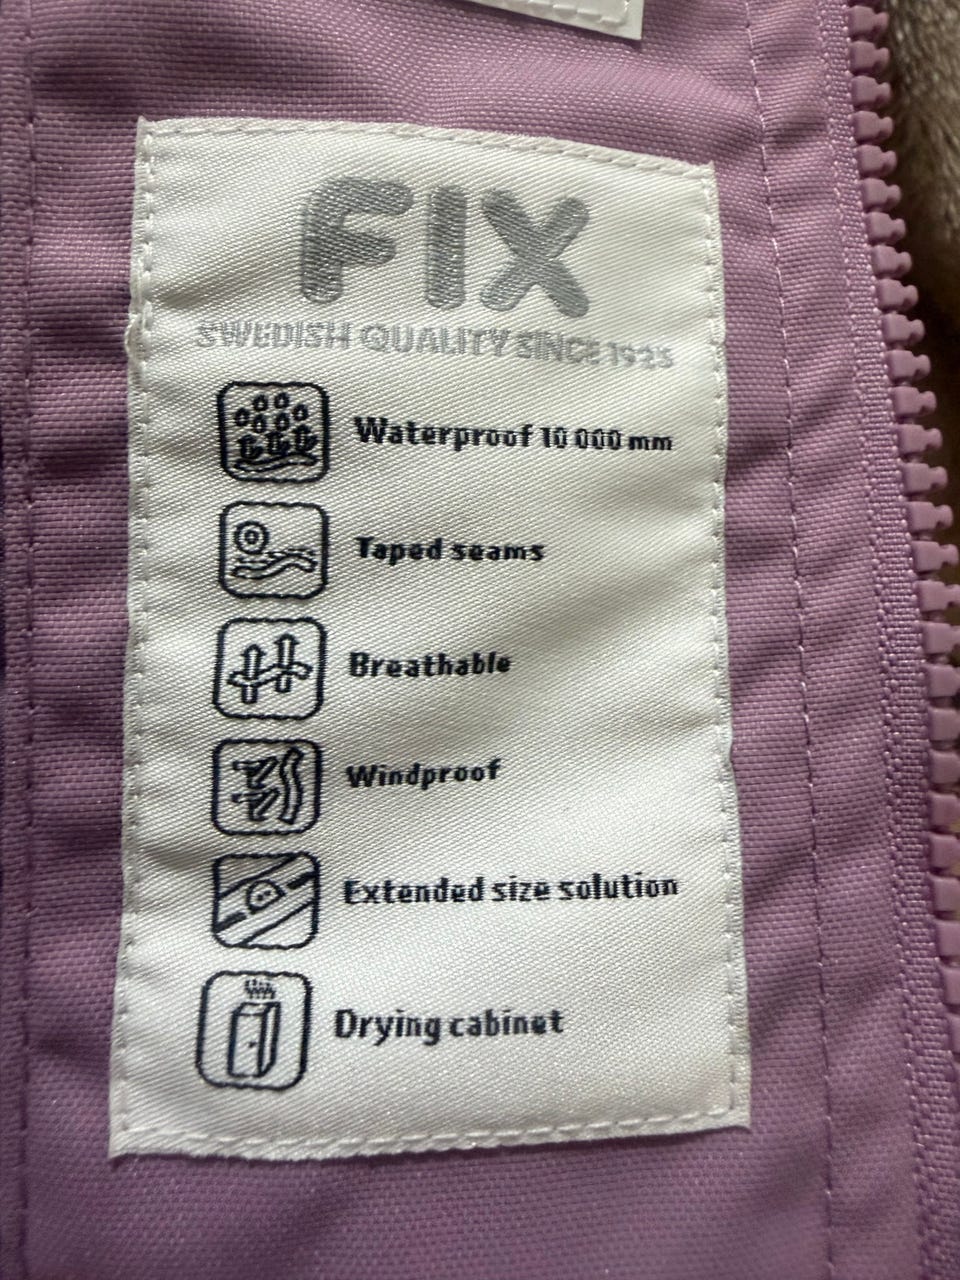 FIX
SWEDISH QUALITY SINCE 1925
Waterproof 10 000 mm
Taped seams
Breathable
Windproof
Extended size solution
Drying cabinet